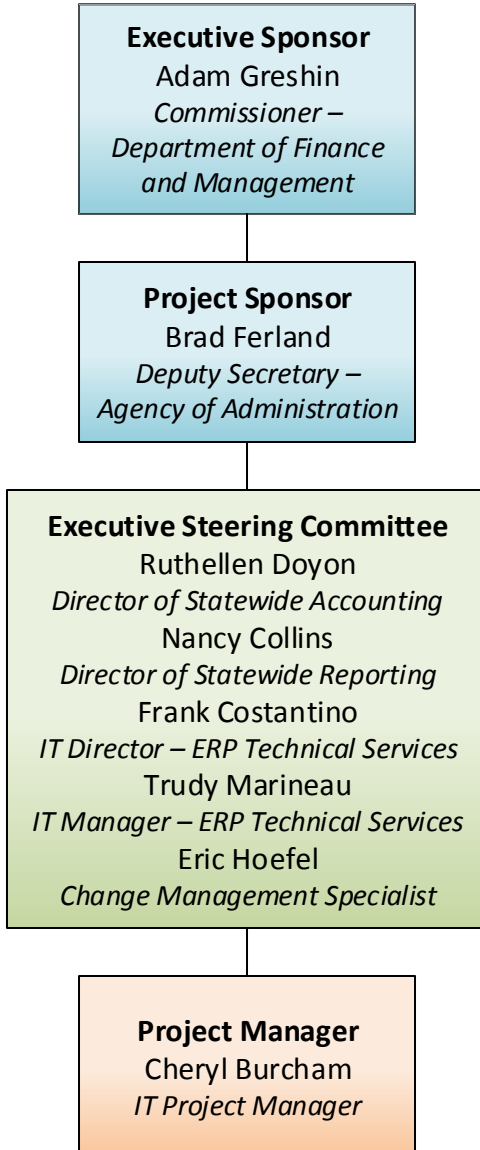 Executive Sponsor
Adam Greshin
Commissioner –
Department of Finance
and Management
Project Sponsor
Brad Ferland
Deputy Secretary –
Agency of Administration
Executive Steering Committee
Ruthellen Doyon
Director of Statewide Accounting
Nancy Collins
Director of Statewide Reporting
Frank Costantino
IT Director – ERP Technical Services
Trudy Marineau
IT Manager – ERP Technical Services
Eric Hoefel
Change Management Specialist
Project Manager
Cheryl Burcham
IT Project Manager